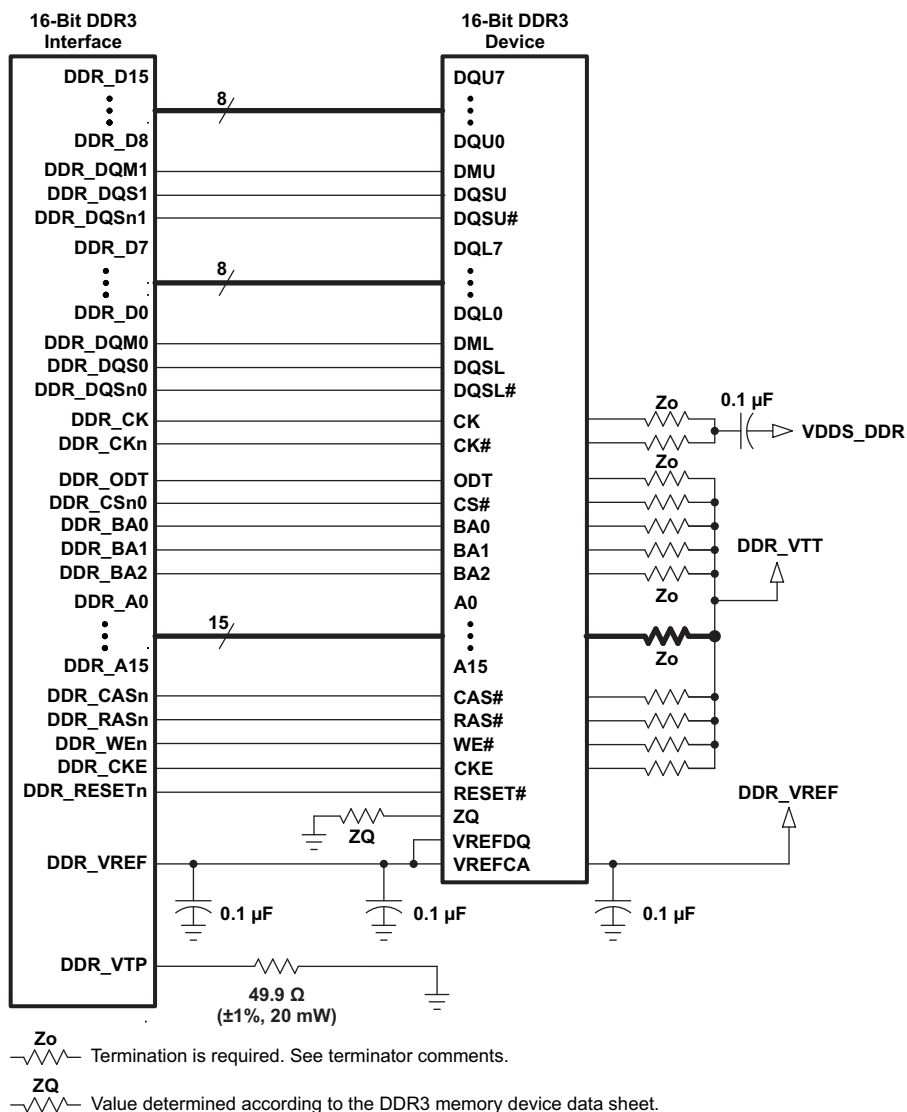 16-Bit DDR3
Interface
16-Bit DDR3
Device
DDR_D15
8
DQU7
DDR_D8
DQU0
DDR_DQM1
DMU
DDR_DQS1
DQSU
DDR_DQSn1
DQSU#
DDR_D7
8
DQL7
DDR_D0
DQL0
DDR_DQM0
DML
DDR_DQS0
DQSL
DDR_DQSn0
DQSL#
Zo
0.1 µF
DDR_CK
CK
VDDS_DDR
DDR_CKn
CK#
Zo
DDR_ODT
ODT
DDR_CSn0
CS#
DDR_BA0
BA0
DDR_BA1
BA1
DDR_VTT
DDR_BA2
BA2
Zo
DDR_A0
A0
15
Zo
DDR_A15
A15
DDR_CASn
CAS#
DDR_RASn
RAS#
DDR_WEn
WE#
DDR_CKE
CKE
DDR_RESETn
RESET#
DDR_VREF
ZQ
ZQ
VREFDQ
DDR_VREF
VREFCA
0.1 µF
0.1 µF
0.1 µF
DDR_VTP
49.9 Ω
(±1%, 20 mW)
Zo
Termination is required. See terminator comments.
ZQ
Value determined according to the DDR3 memory device data sheet.